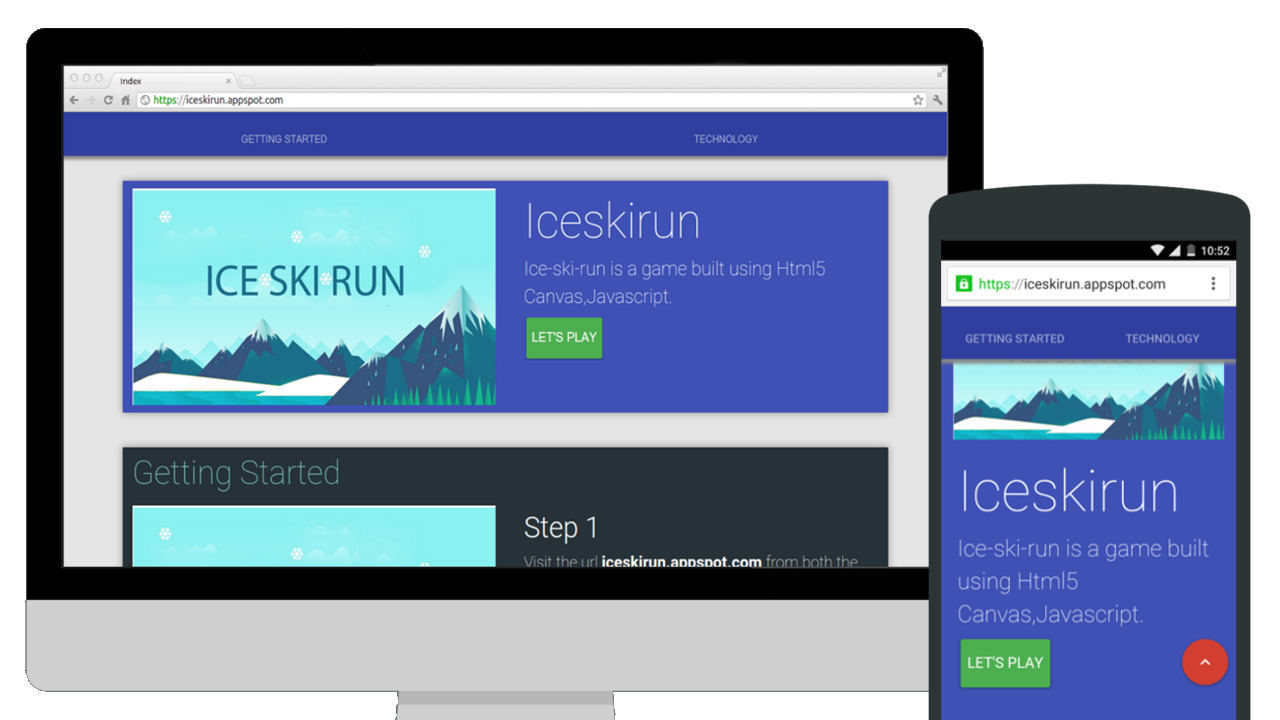 Index
https://iceskirun.appspot.com
GETTING STARTED
TECHNOLOGY
ICE SKI RUN
Iceskirun
Ice-ski-run is a game built using Html5
Canvas,Javascript.
LET'S PLAY
Getting Started
Step 1
Visit the url iceskirun.appspot.com from both the
10:52
https://iceskirun.appspot.com
GETTING STARTED
TECHNOLOGY
Iceskirun
Ice-ski-run is a game built
using Html5
Canvas,Javascript.
LET'S PLAY